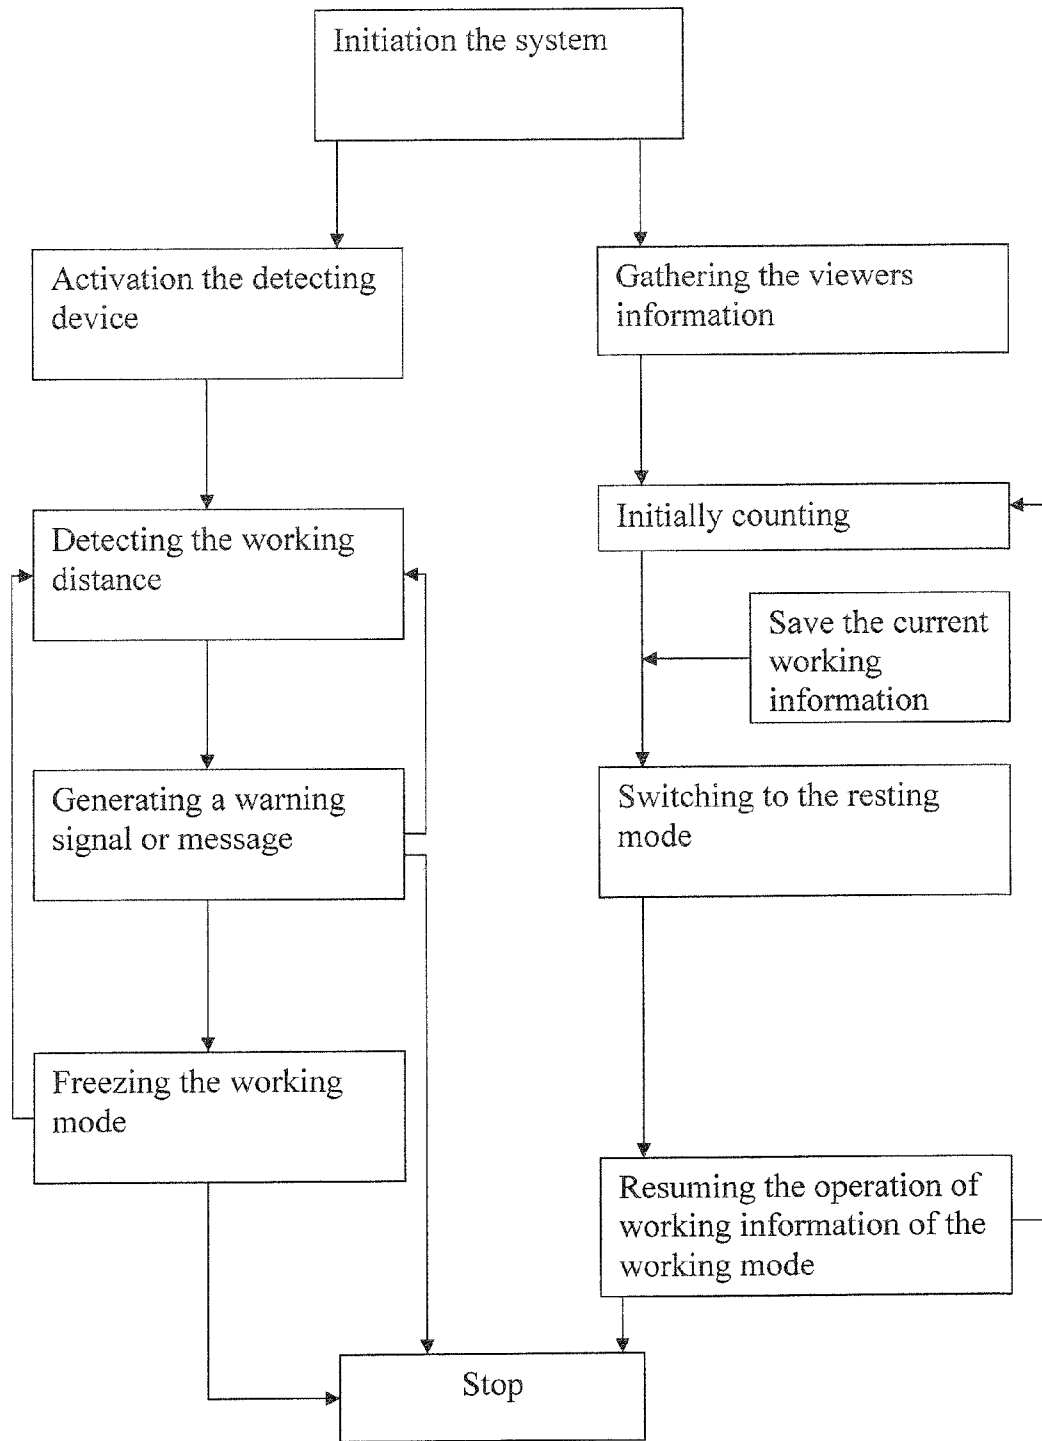 Initiation the system
Activation the detecting
device
Gathering the viewers
information
Detecting the working
distance
Initially counting
Save the current
working
information
Generating a warning
signal or message
Switching to the resting
mode
Freezing the working
mode
Resuming the operation of
working information of the
working mode
Stop